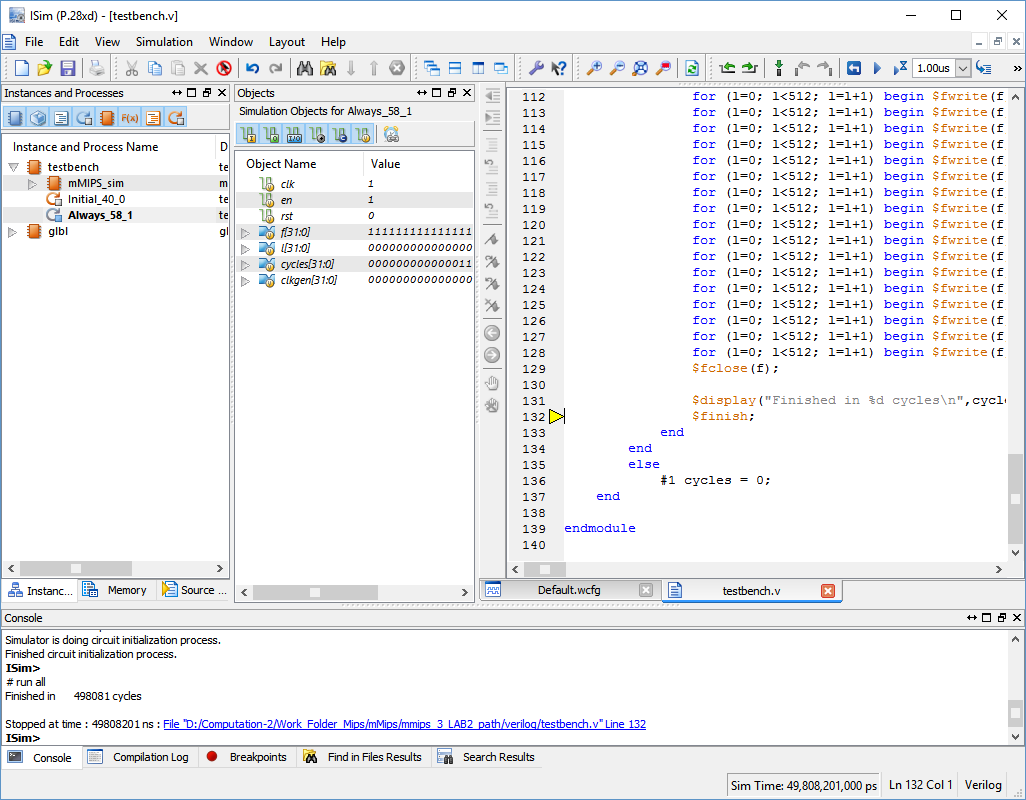 ISim (P.28xd) - [testbench.v]
File Edit View Simulation Window Layout Help
1.00us
Instances and Processes
Instance and Process Name D
testbench te
mMIPS_sim m
Initial_40_0 te
Always_58_1 te
glbl gl
Instanc... Memory Source ...
Objects
Simulation Objects for Always_58_1
Object Name Value
clk 1
en 1
rst 0
f[31:0] 111111111111111
l[31:0] 000000000000000
cycles[31:0] 000000000000011
clkgen[31:0] 000000000000000
112 for (l=0; l<512; l=l+1) begin $fwrite(f
113 for (l=0; l<512; l=l+1) begin $fwrite(f
114 for (l=0; l<512; l=l+1) begin $fwrite(f
115 for (l=0; l<512; l=l+1) begin $fwrite(f
116 for (l=0; l<512; l=l+1) begin $fwrite(f
117 for (l=0; l<512; l=l+1) begin $fwrite(f
118 for (l=0; l<512; l=l+1) begin $fwrite(f
119 for (l=0; l<512; l=l+1) begin $fwrite(f
120 for (l=0; l<512; l=l+1) begin $fwrite(f
121 for (l=0; l<512; l=l+1) begin $fwrite(f
122 for (l=0; l<512; l=l+1) begin $fwrite(f
123 for (l=0; l<512; l=l+1) begin $fwrite(f
124 for (l=0; l<512; l=l+1) begin $fwrite(f
125 for (l=0; l<512; l=l+1) begin $fwrite(f
126 for (l=0; l<512; l=l+1) begin $fwrite(f
127 for (l=0; l<512; l=l+1) begin $fwrite(f
128 for (l=0; l<512; l=l+1) begin $fwrite(f
129 $fclose(f);
130
131 $display("Finished in %d cycles\n",cycle
132 $finish;
133 end
134 end
135 else
136 #1 cycles = 0;
137 end
138
139 endmodule
140
Default.wcfg testbench.v
Console
Simulator is doing circuit initialization process.
Finished circuit initialization process.
ISim>
# run all
Finished in 498081 cycles
Stopped at time : 49808201 ns : File "D:/Computation-2/Work_Folder_Mips/mMips/mmips_3_LAB2_path/verilog/testbench.v" Line 132
ISim>
Console Compilation Log Breakpoints Find in Files Results Search Results
Sim Time: 49,808,201,000 ps Ln 132 Col 1 Verilog